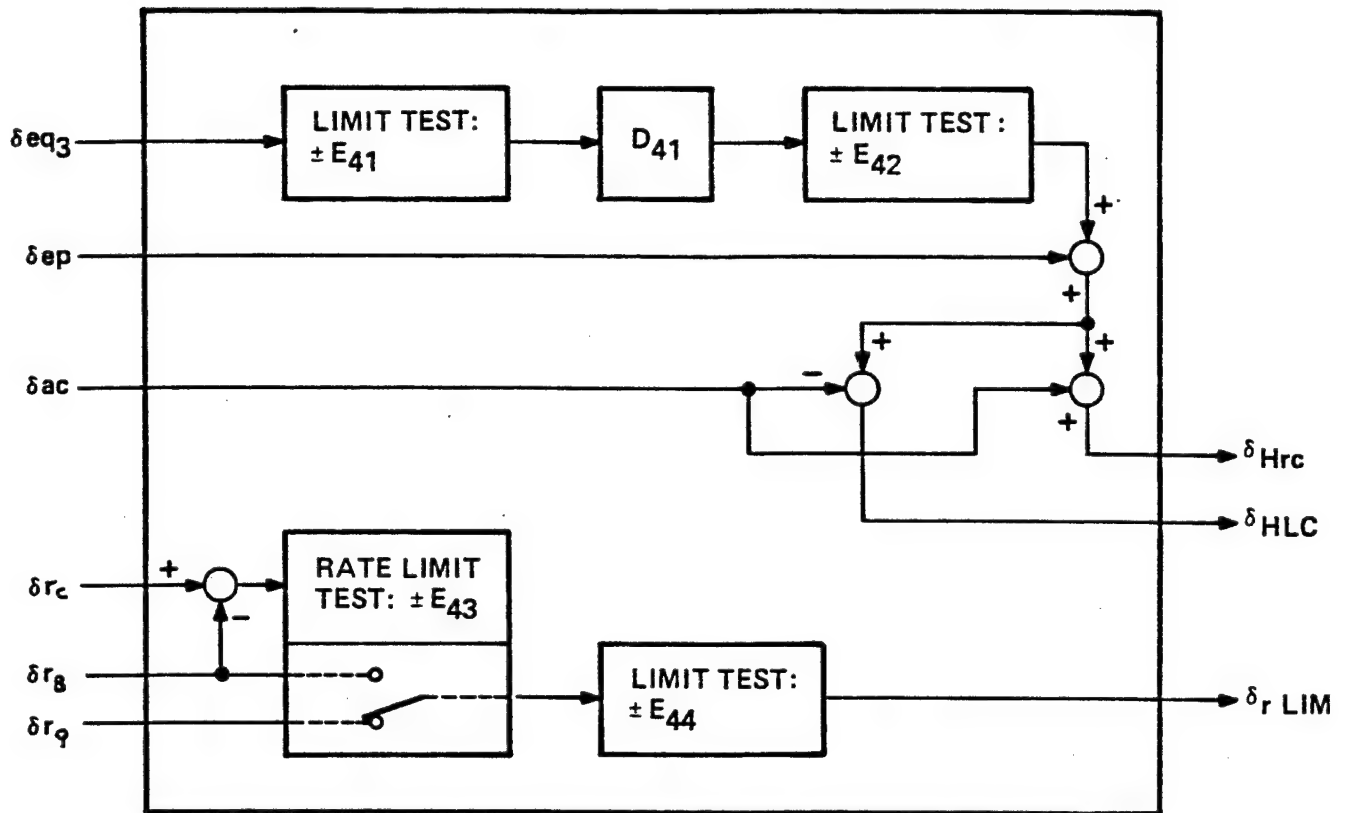 δeq3
LIMIT TEST:
± E41
D41
LIMIT TEST :
± E42
+
δep
+
+
+
δac
−
+
δHrc
δHLC
δrc
+
−
RATE LIMIT
TEST: ± E43
δr8
δr9
LIMIT TEST:
± E44
δr LIM